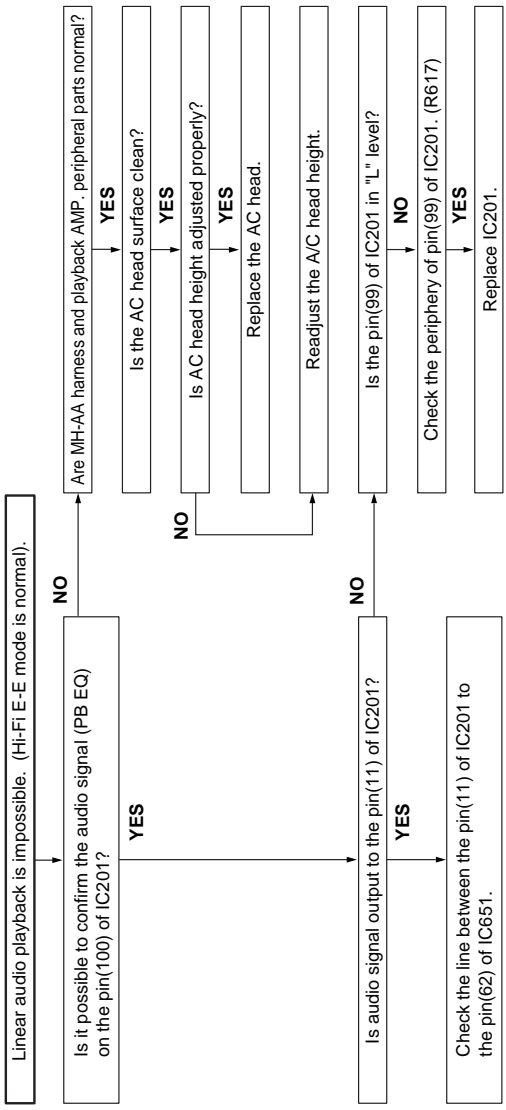 Linear audio playback is impossible.  (Hi-Fi E-E mode is normal).
Is it possible to confirm the audio signal (PB EQ)
on the pin(100) of IC201?
NO
Are MH-AA harness and playback AMP. peripheral parts normal?
YES
Is the AC head surface clean?
YES
Is AC head height adjusted properly?
YES
Replace the AC head.
NO
Readjust the A/C head height.
YES
Is audio signal output to the pin(11) of IC201?
NO
Is the pin(99) of IC201 in "L" level?
NO
Check the periphery of pin(99) of IC201. (R617)
YES
Replace IC201.
YES
Check the line between the pin(11) of IC201 to
the pin(62) of IC651.